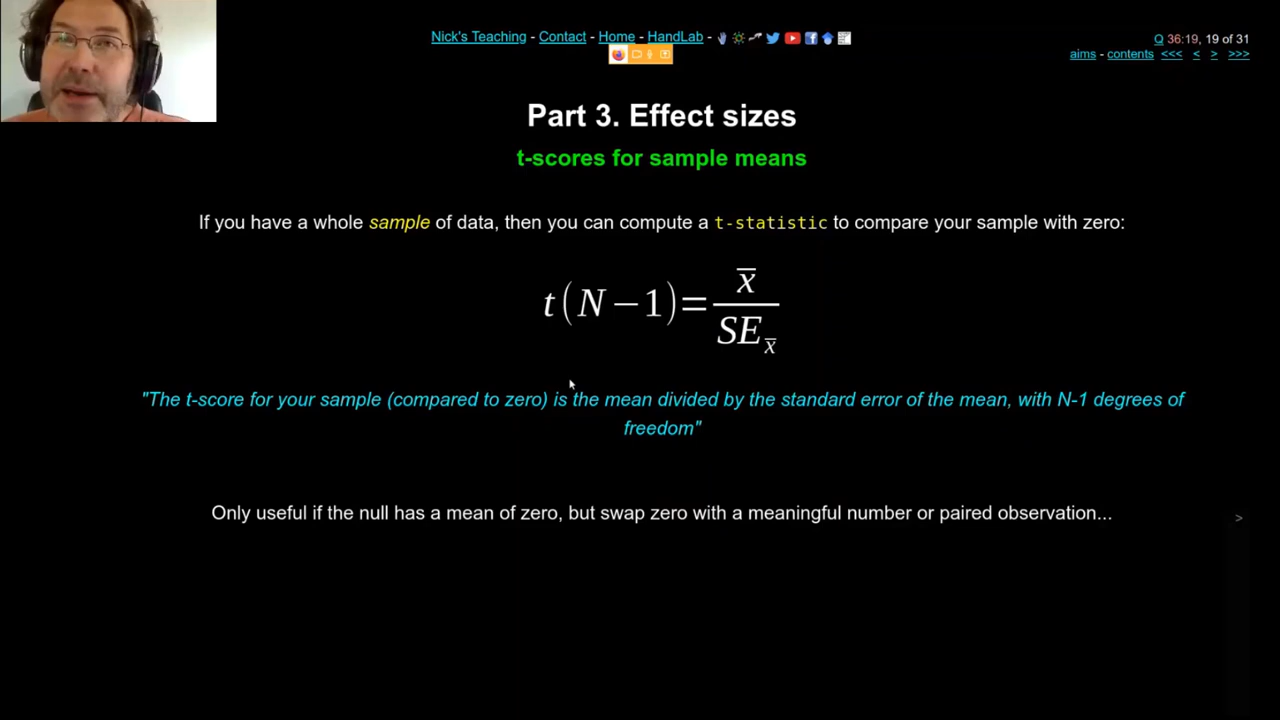 Nick's Teaching - Contact - Home - HandLab -
Q 36:19, 19 of 31
aims - contents <<< < > >>>
Part 3. Effect sizes
t-scores for sample means
If you have a whole sample of data, then you can compute a t-statistic to compare your sample with zero:
t(N−1)= x̄ / SE x̄
"The t-score for your sample (compared to zero) is the mean divided by the standard error of the mean, with N-1 degrees of
freedom"
Only useful if the null has a mean of zero, but swap zero with a meaningful number or paired observation...
>